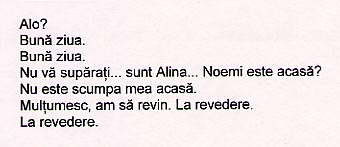 Alo?
Bună ziua.
Bună ziua.
Nu vă supărați... sunt Alina... Noemi este acasă?
Nu este scumpa mea acasă.
Mulțumesc, am să revin. La revedere.
La revedere.